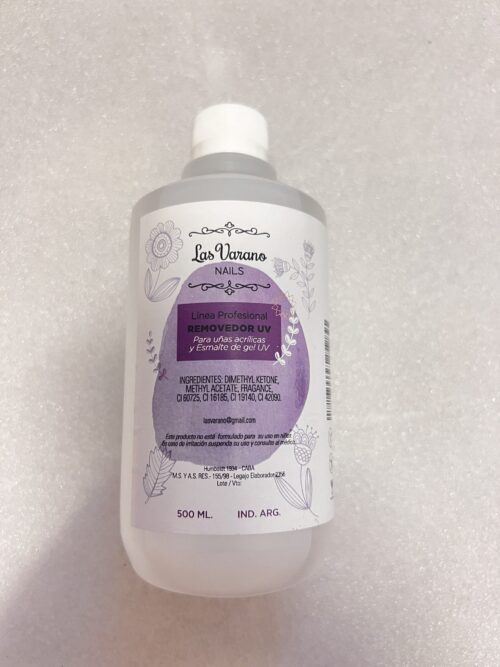 Las Varano
NAILS
Línea Profesional
REMOVEDOR UV
Para uñas acrílicas
y Esmalte de gel UV
INGREDIENTES: DIMETHYL KETONE,
METHYL ACETATE, FRAGANCE,
CI 60725, CI 16185, CI 19140, CI 42090.
lasvarano@gmail.com
Este producto no está formulado para su uso en niños
En caso de irritación suspenda su uso y consulte al médico
Humboldt 1994 - CABA
M.S. Y A.S. RES.- 155/98 - Legajo Elaborador 2256
Lote / Vto:
500 ML. IND. ARG.